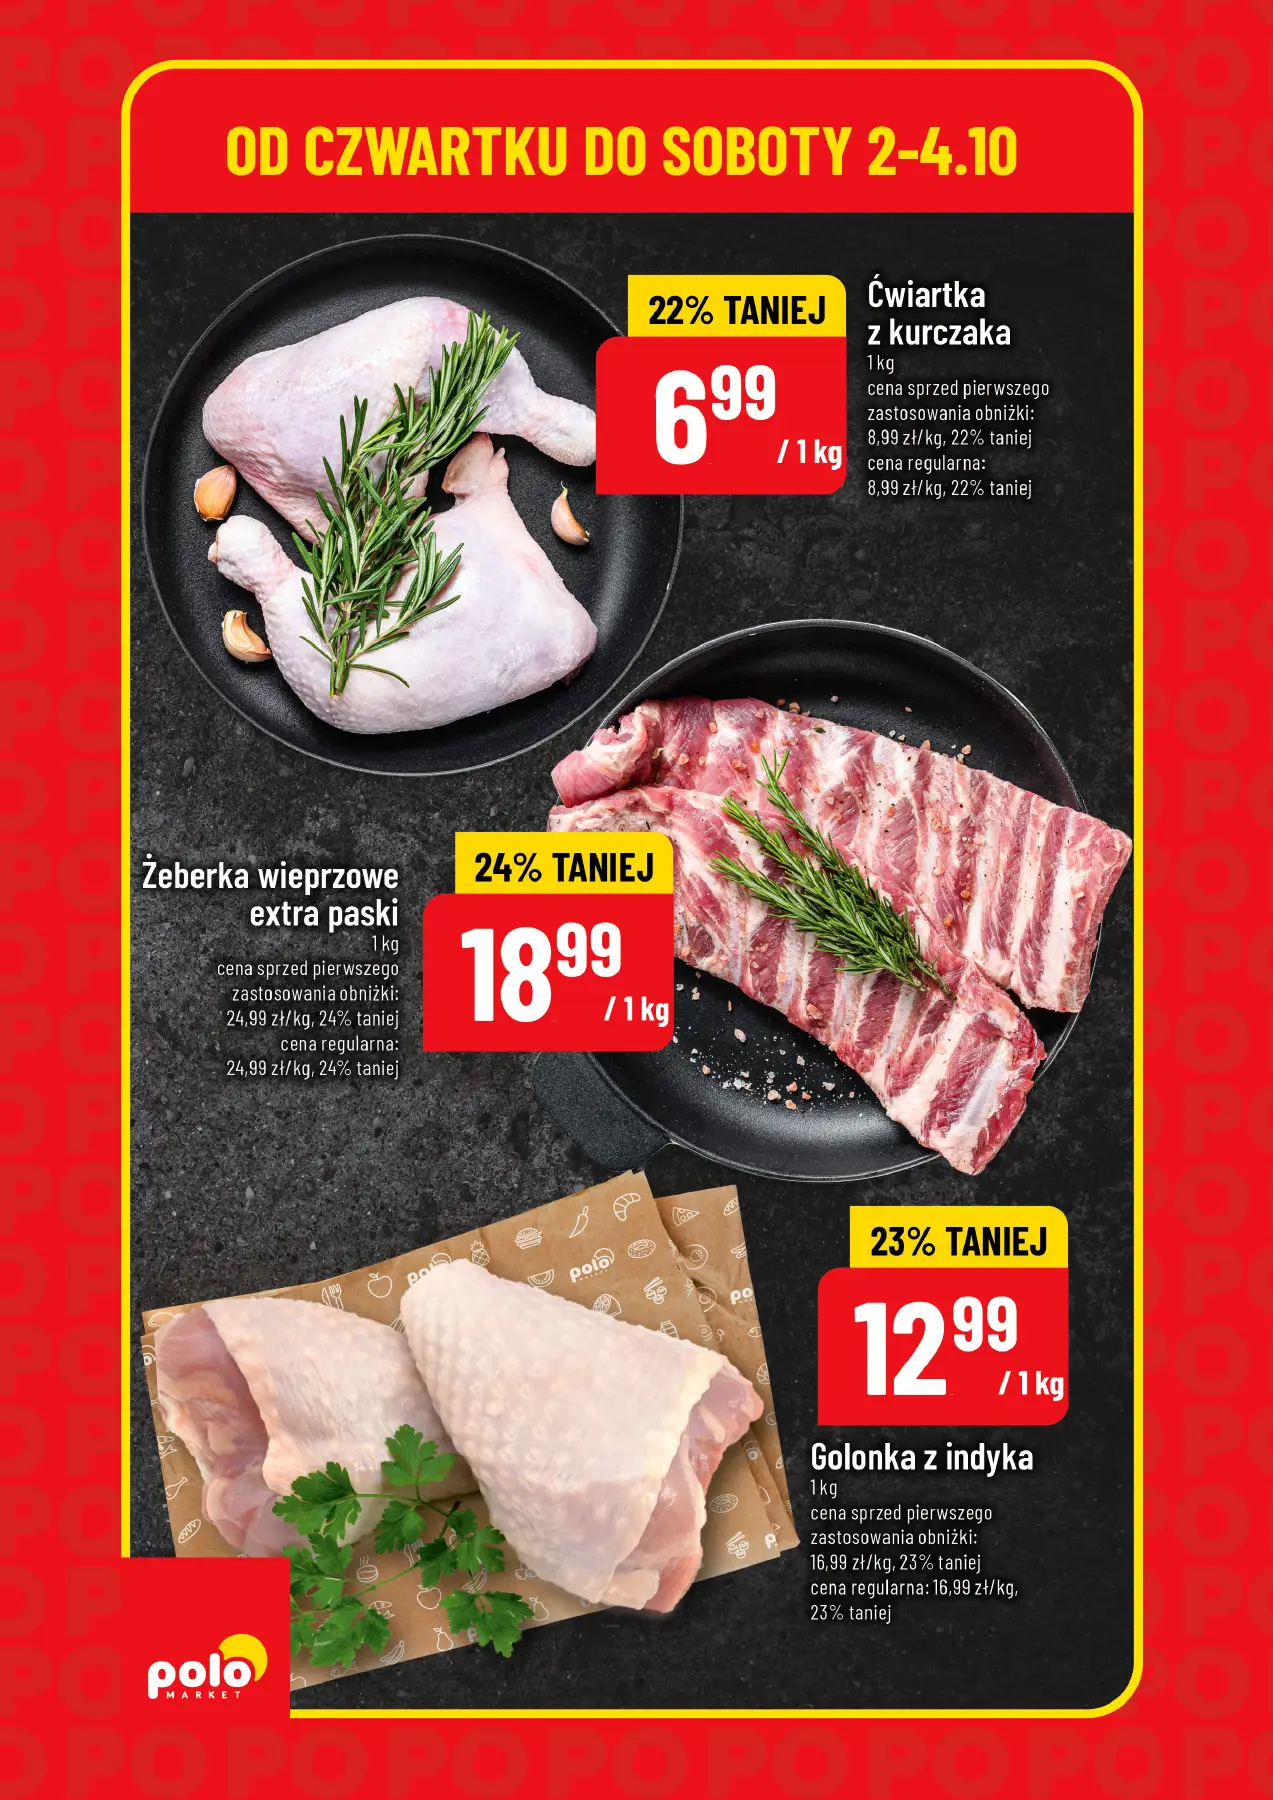 OD CZWARTKU DO SOBOTY 2-4.10
22% TANIEJ
6 99
/ 1 kg
Ćwiartka
z kurczaka
1 kg
cena sprzed pierwszego
zastosowania obniżki:
8,99 zł/kg, 22% taniej
cena regularna:
8,99 zł/kg, 22% taniej
Żeberka wieprzowe
extra paski
1 kg
cena sprzed pierwszego
zastosowania obniżki:
24,99 zł/kg, 24% taniej
cena regularna:
24,99 zł/kg, 24% taniej
24% TANIEJ
18 99
/ 1 kg
23% TANIEJ
12 99
/ 1 kg
Golonka z indyka
1 kg
cena sprzed pierwszego
zastosowania obniżki:
16,99 zł/kg, 23% taniej
cena regularna: 16,99 zł/kg,
23% taniej
polo
polo
polo
MARKET